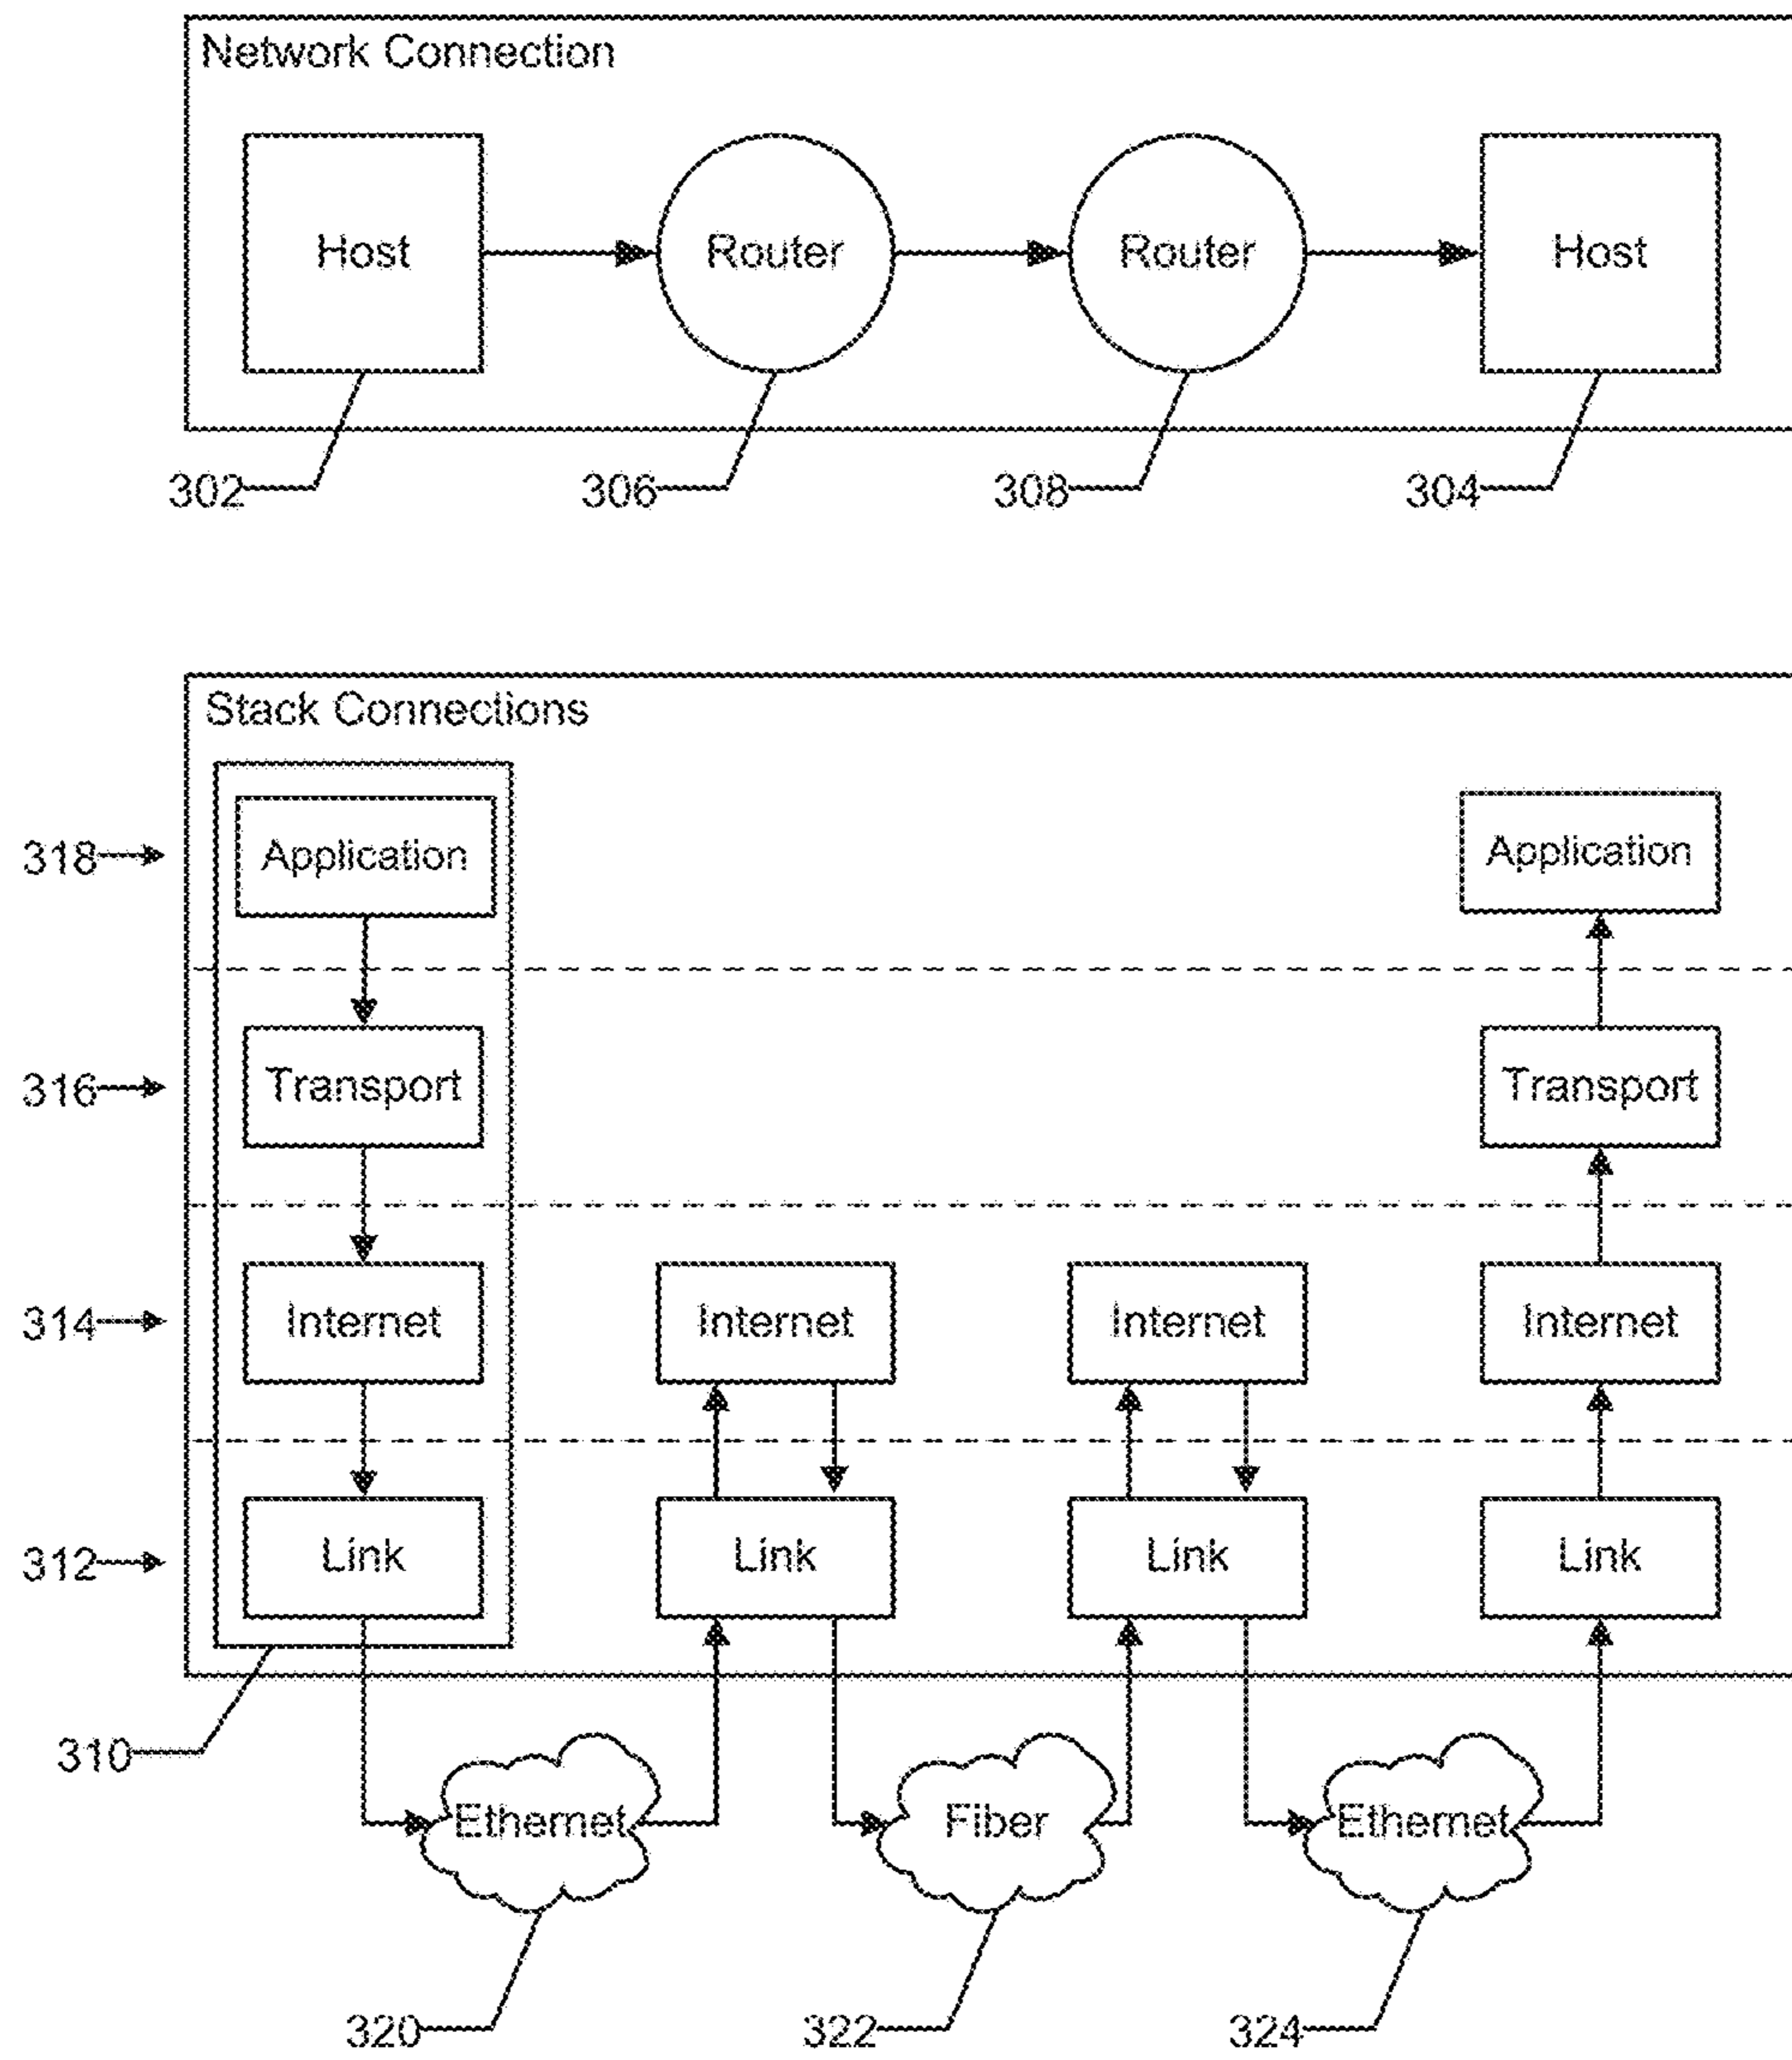 Network Connection
Host Router Router Host
302 306 308 304
Stack Connections
318 Application Application
316 Transport Transport
314 Internet Internet Internet Internet
312 Link Link Link Link
310
Ethernet Fiber Ethernet
320 322 324